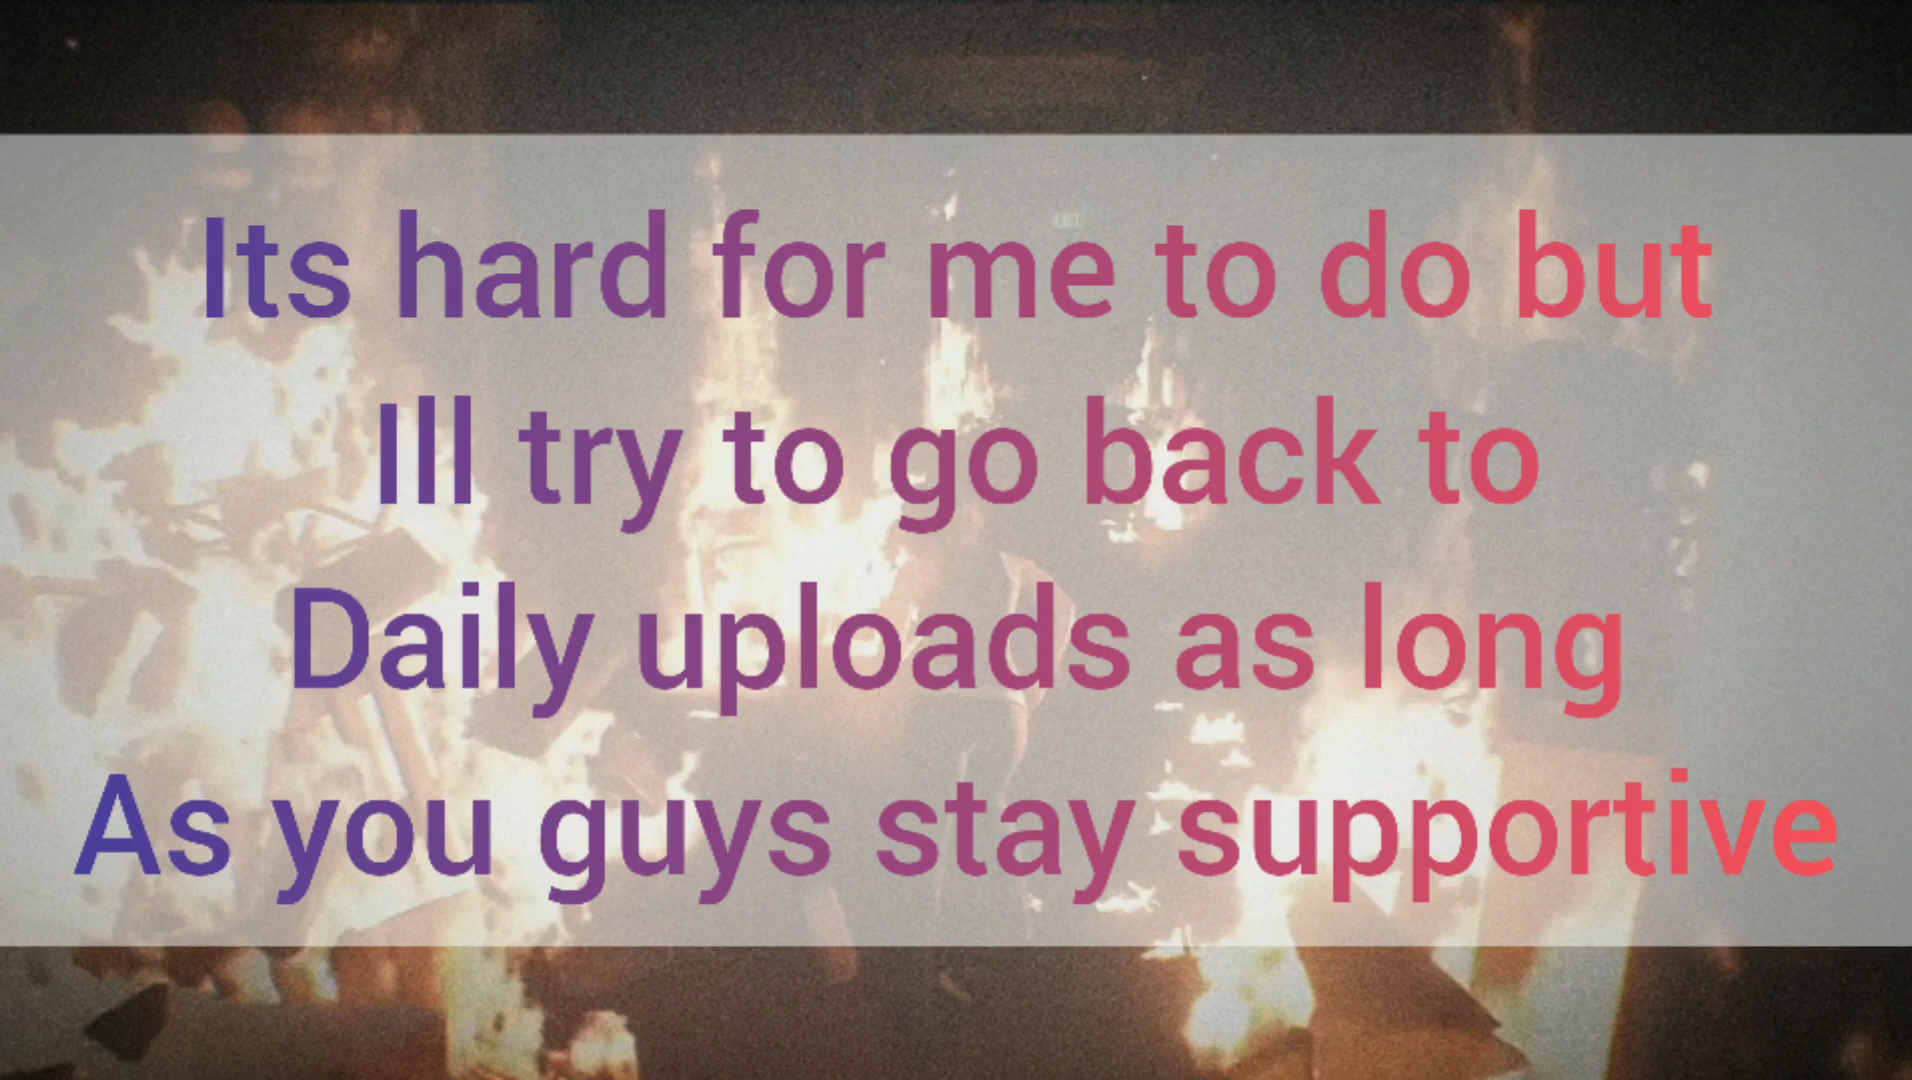 Its hard for me to do but
Ill try to go back to
Daily uploads as long
As you guys stay supportive